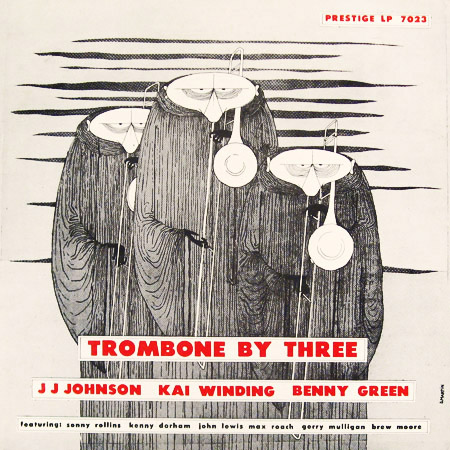 PRESTIGE LP 7023
TROMBONE BY THREE
J J JOHNSON KAI WINDING BENNY GREEN
featuring: sonny rollins kenny dorham john lewis max roach gerry mulligan brew moore